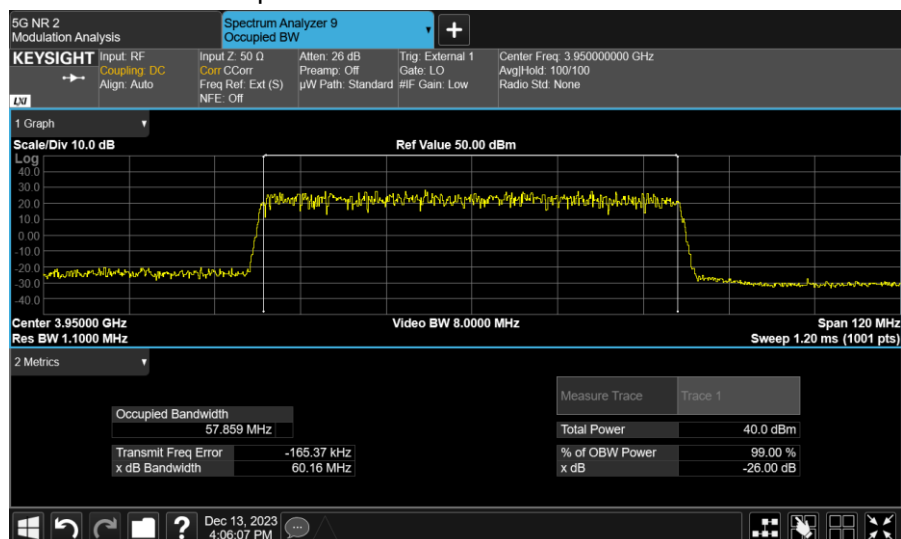 5G NR 2
Modulation Analysis
Spectrum Analyzer 9
Occupied BW
KEYSIGHT
Input: RF
Coupling: DC
Align: Auto
Input Z: 50 Ω
Corr CCorr
Freq Ref: Ext (S)
NFE: Off
Atten: 26 dB
Preamp: Off
µW Path: Standard
Trig: External 1
Gate: LO
#IF Gain: Low
Center Freq: 3.950000000 GHz
Avg|Hold: 100/100
Radio Std: None
LXI
1 Graph
Scale/Div 10.0 dB
Ref Value 50.00 dBm
Log
40.0
30.0
20.0
10.0
0.00
-10.0
-20.0
-30.0
-40.0
Center 3.95000 GHz
Video BW 8.0000 MHz
Span 120 MHz
Res BW 1.1000 MHz
Sweep 1.20 ms (1001 pts)
2 Metrics
Measure Trace Trace 1
Occupied Bandwidth
57.859 MHz
Total Power 40.0 dBm
Transmit Freq Error -165.37 kHz
% of OBW Power 99.00 %
x dB Bandwidth 60.16 MHz
x dB -26.00 dB
Dec 13, 2023
4:06:07 PM